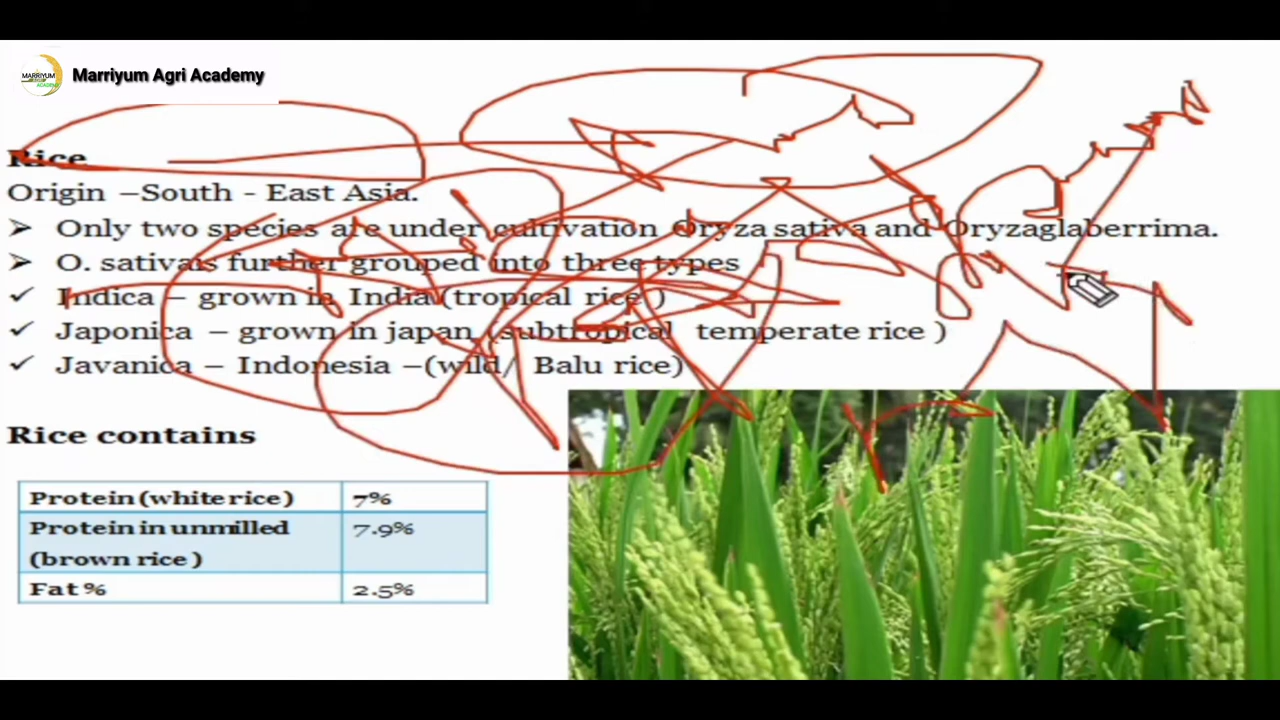 MARRIYUM
ACADEMY
Marriyum Agri Academy
Rice
Origin –South - East Asia.
➤ Only two species are under cultivation Oryza sativa and Oryzaglaberrima.
➤ O. sativais further grouped into three types
✓ Indica – grown in India(tropical rice )
✓ Japonica – grown in japan (subtropical temperate rice )
✓ Javanica – Indonesia –(wild/ Balu rice)
Rice contains
Protein(white rice) 7%
Protein in unmilled 7.9%
(brown rice )
Fat % 2.5%